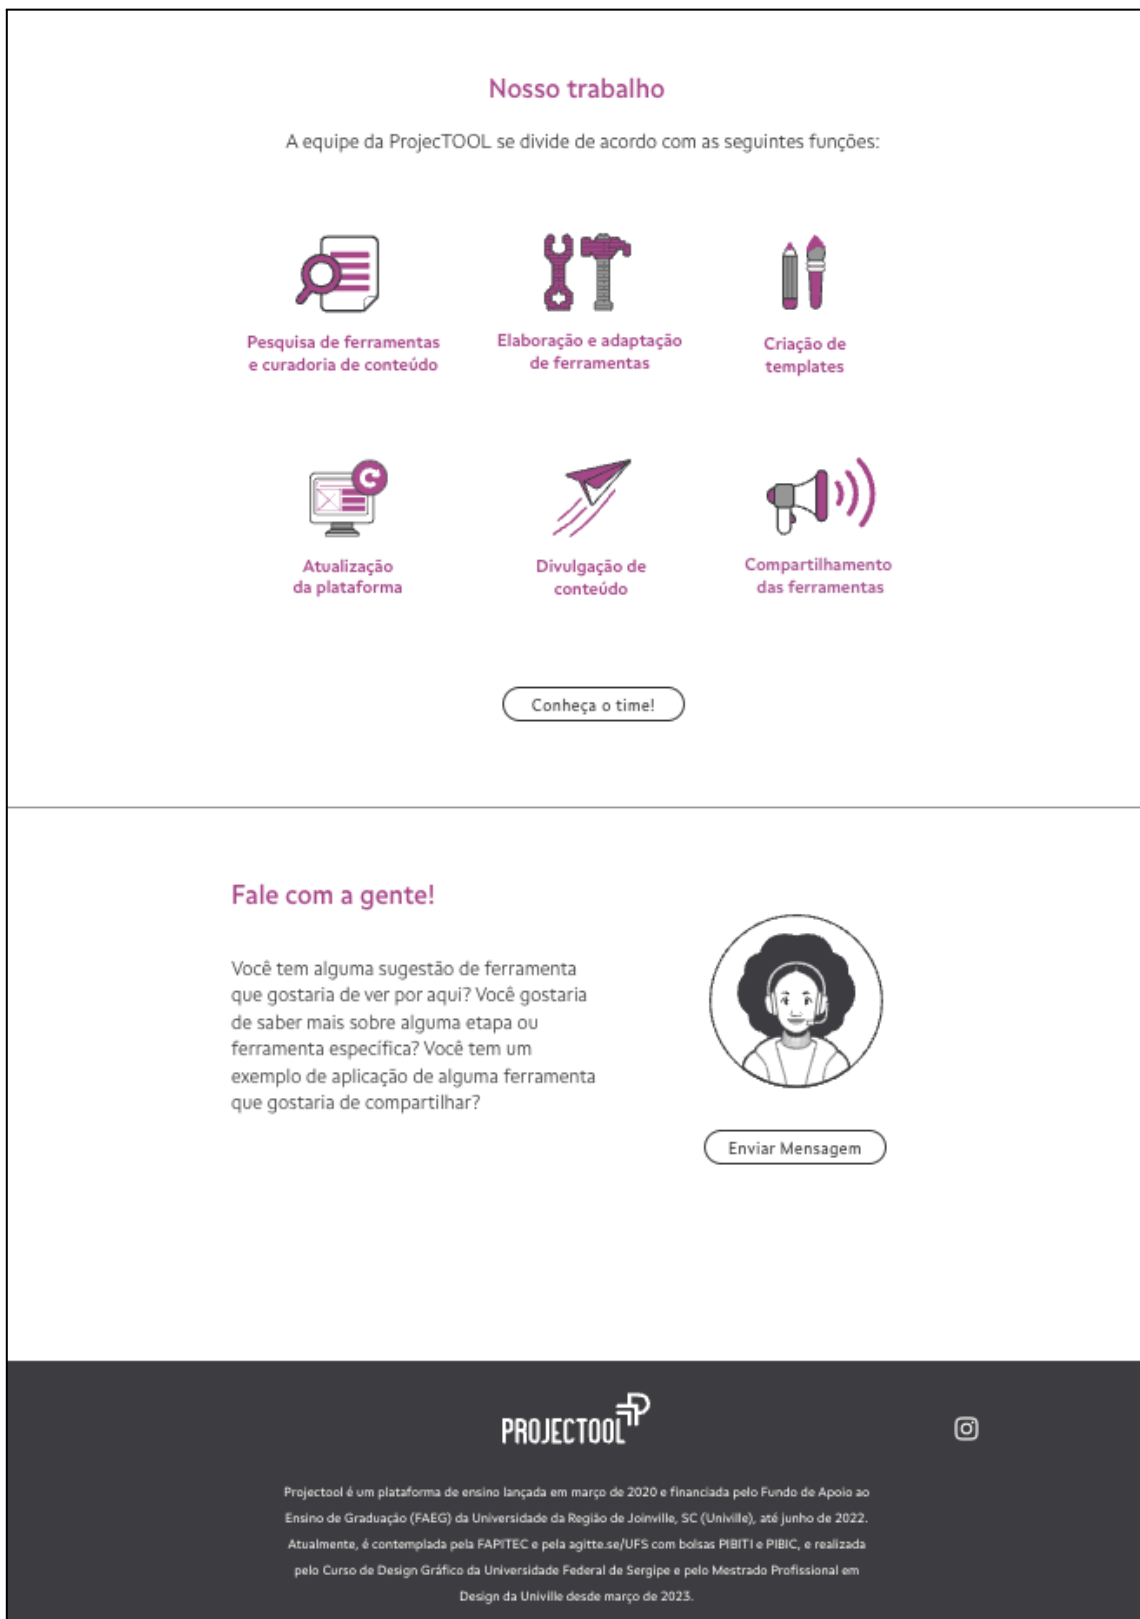 Nosso trabalho
A equipe da ProjecTOOL se divide de acordo com as seguintes funções:
Pesquisa de ferramentas
e curadoria de conteúdo
Elaboração e adaptação
de ferramentas
Criação de
templates
Atualização
da plataforma
Divulgação de
conteúdo
Compartilhamento
das ferramentas
Conheça o time!
Fale com a gente!
Você tem alguma sugestão de ferramenta
que gostaria de ver por aqui? Você gostaria
de saber mais sobre alguma etapa ou
ferramenta específica? Você tem um
exemplo de aplicação de alguma ferramenta
que gostaria de compartilhar?
Enviar Mensagem
PROJECTOOL
Projectool é um plataforma de ensino lançada em março de 2020 e financiada pelo Fundo de Apoio ao
Ensino de Graduação (FAEG) da Universidade da Região de Joinville, SC (Univille), até junho de 2022.
Atualmente, é contemplada pela FAPITEC e pela agitte.se/UFS com bolsas PIBITI e PIBIC, e realizada
pelo Curso de Design Gráfico da Universidade Federal de Sergipe e pelo Mestrado Profissional em
Design da Univille desde março de 2023.